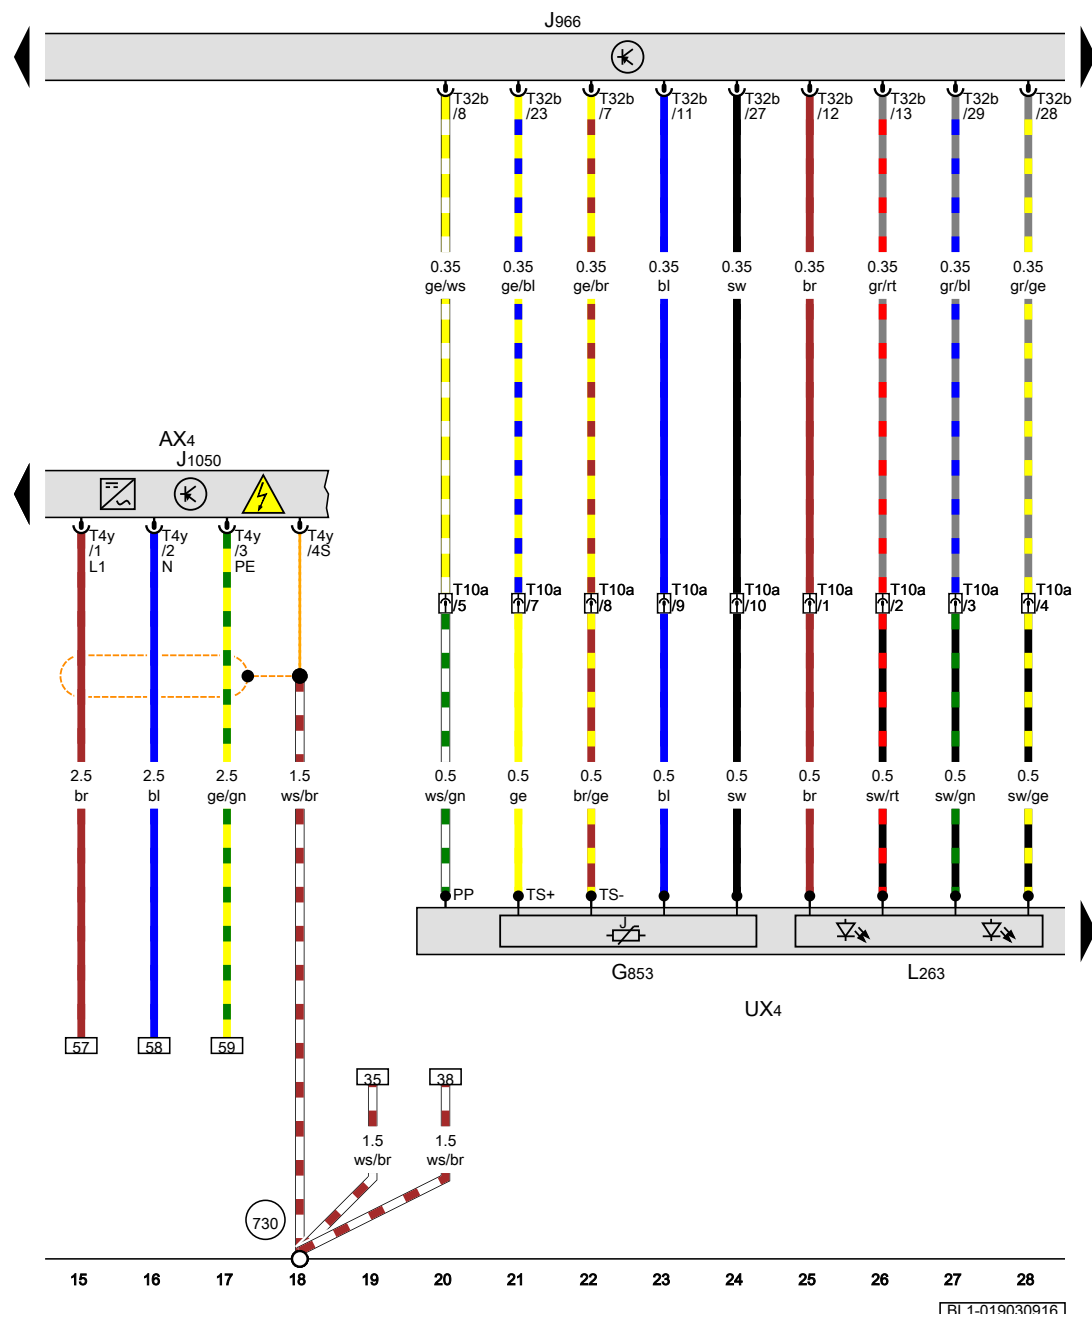 J966
T32b T32b T32b T32b T32b T32b T32b T32b T32b
/8 /23 /7 /11 /27 /12 /13 /29 /28
0.35 0.35 0.35 0.35 0.35 0.35 0.35 0.35 0.35
ge/ws ge/bl ge/br bl sw br gr/rt gr/bl gr/ge
AX4
J1050
T4y T4y T4y T4y
/1 /2 /3 /4S
L1 N PE
T10a T10a T10a T10a T10a T10a T10a T10a T10a
/5 /7 /8 /9 /10 /1 /2 /3 /4
2.5 2.5 2.5 1.5 0.5 0.5 0.5 0.5 0.5 0.5 0.5 0.5 0.5
br bl ge/gn ws/br ws/gn ge br/ge bl sw br sw/rt sw/gn sw/ge
PP TS+ TS-
J
G853 L263
UX4
57 58 59
35 38
1.5 1.5
ws/br ws/br
730
15 16 17 18 19 20 21 22 23 24 25 26 27 28
BL1-019030916